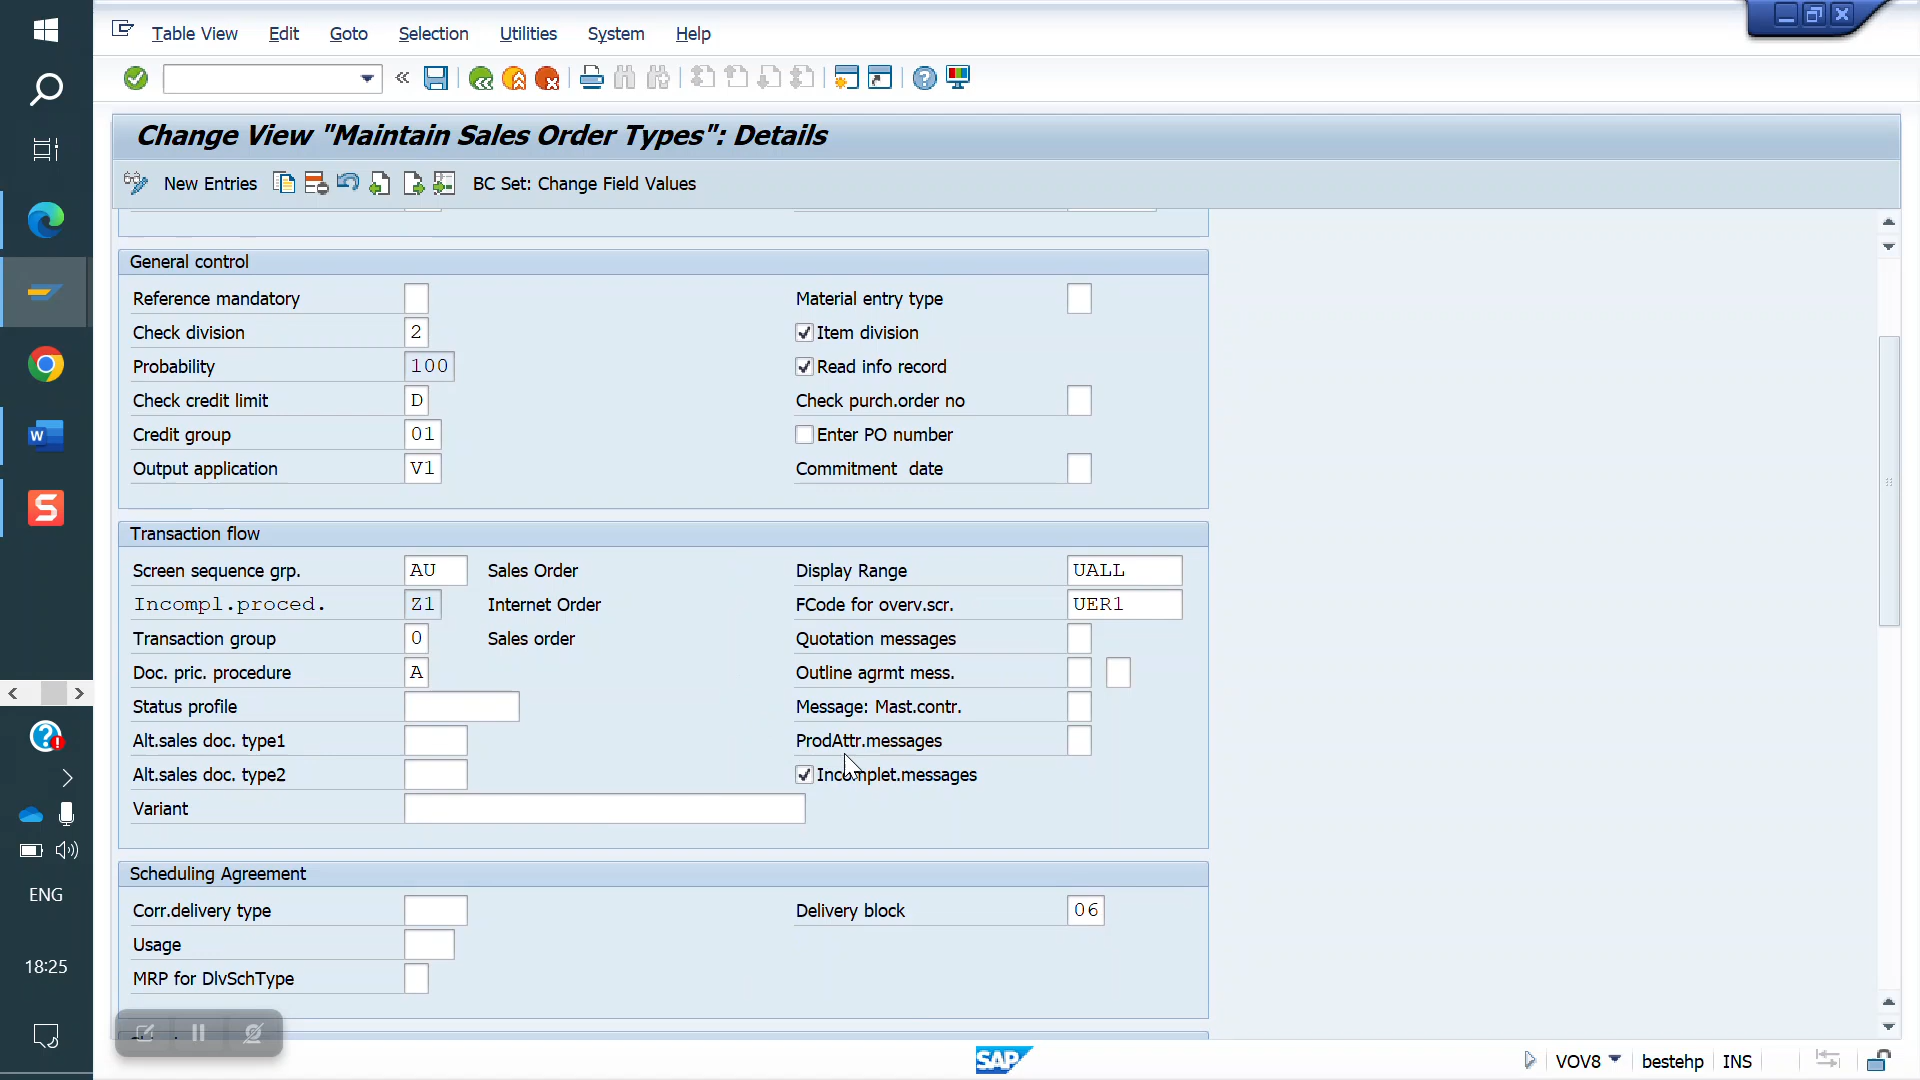 Table View Edit Goto Selection Utilities System Help
Change View "Maintain Sales Order Types": Details
New Entries BC Set: Change Field Values
General control
Reference mandatory Material entry type
Check division 2 Item division
Probability 100 Read info record
Check credit limit D Check purch.order no
Credit group 01 Enter PO number
Output application V1 Commitment date
Transaction flow
Screen sequence grp. AU Sales Order Display Range UALL
Incompl.proced. Z1 Internet Order FCode for overv.scr. UER1
Transaction group 0 Sales order Quotation messages
Doc. pric. procedure A Outline agrmt mess.
Status profile Message: Mast.contr.
Alt.sales doc. type1 ProdAttr.messages
Alt.sales doc. type2 Incomplet.messages
Variant
Scheduling Agreement
Corr.delivery type Delivery block 06
Usage
MRP for DlvSchType
ENG
18:25
SAP VOV8 bestehp INS